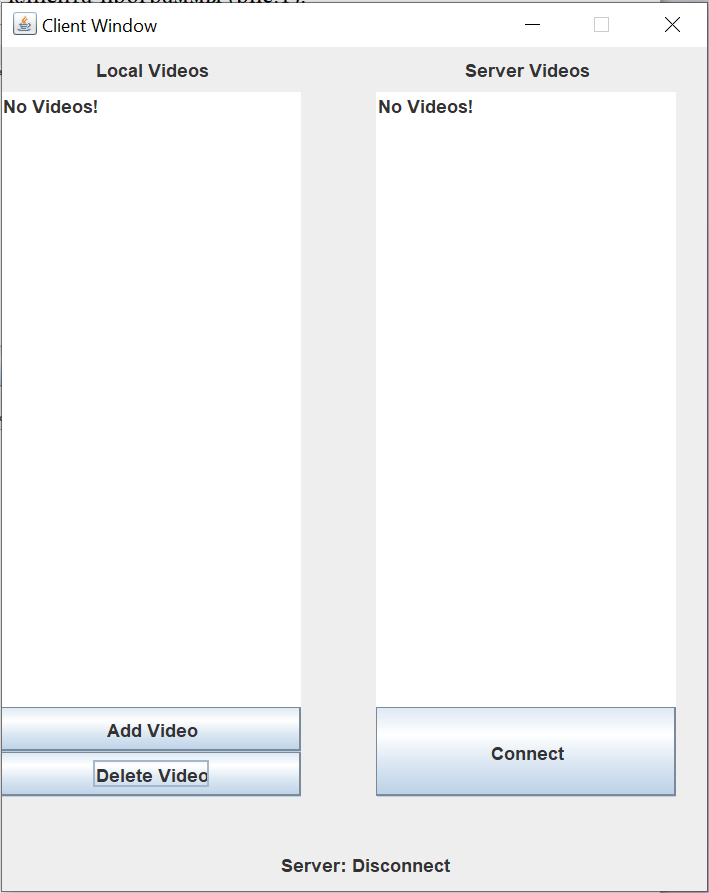 Client Window
Local Videos
Server Videos
No Videos!
No Videos!
Add Video
Delete Video
Connect
Server: Disconnect